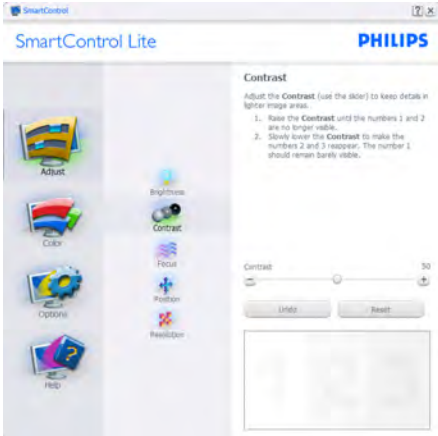 SmartControl
SmartControl Lite
PHILIPS
Adjust
Color
Options
Help
Brightness
Contrast
Focus
Position
Resolution
Contrast
Adjust the Contrast (use the slider) to keep details in
lighter image areas.
1. Raise the Contrast until the numbers 1 and 2
are no longer visible.
2. Slowly lower the Contrast to make the
numbers 2 and 3 reappear. The number 1
should remain barely visible.
Contrast 50
Undo Reset
1 2 3